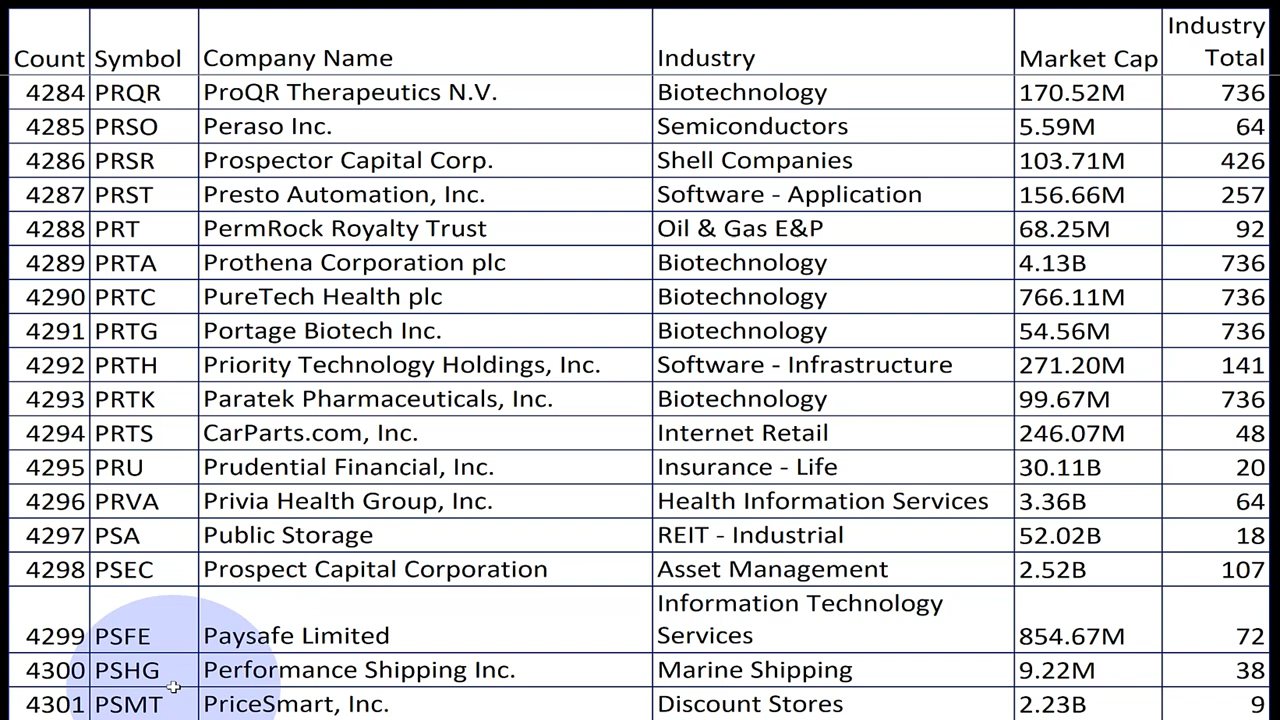 Count Symbol Company Name Industry Market Cap Industry Total
4284 PRQR ProQR Therapeutics N.V. Biotechnology 170.52M 736
4285 PRSO Peraso Inc. Semiconductors 5.59M 64
4286 PRSR Prospector Capital Corp. Shell Companies 103.71M 426
4287 PRST Presto Automation, Inc. Software - Application 156.66M 257
4288 PRT PermRock Royalty Trust Oil & Gas E&P 68.25M 92
4289 PRTA Prothena Corporation plc Biotechnology 4.13B 736
4290 PRTC PureTech Health plc Biotechnology 766.11M 736
4291 PRTG Portage Biotech Inc. Biotechnology 54.56M 736
4292 PRTH Priority Technology Holdings, Inc. Software - Infrastructure 271.20M 141
4293 PRTK Paratek Pharmaceuticals, Inc. Biotechnology 99.67M 736
4294 PRTS CarParts.com, Inc. Internet Retail 246.07M 48
4295 PRU Prudential Financial, Inc. Insurance - Life 30.11B 20
4296 PRVA Privia Health Group, Inc. Health Information Services 3.36B 64
4297 PSA Public Storage REIT - Industrial 52.02B 18
4298 PSEC Prospect Capital Corporation Asset Management 2.52B 107
4299 PSFE Paysafe Limited Information Technology Services 854.67M 72
4300 PSHG Performance Shipping Inc. Marine Shipping 9.22M 38
4301 PSMT PriceSmart, Inc. Discount Stores 2.23B 9